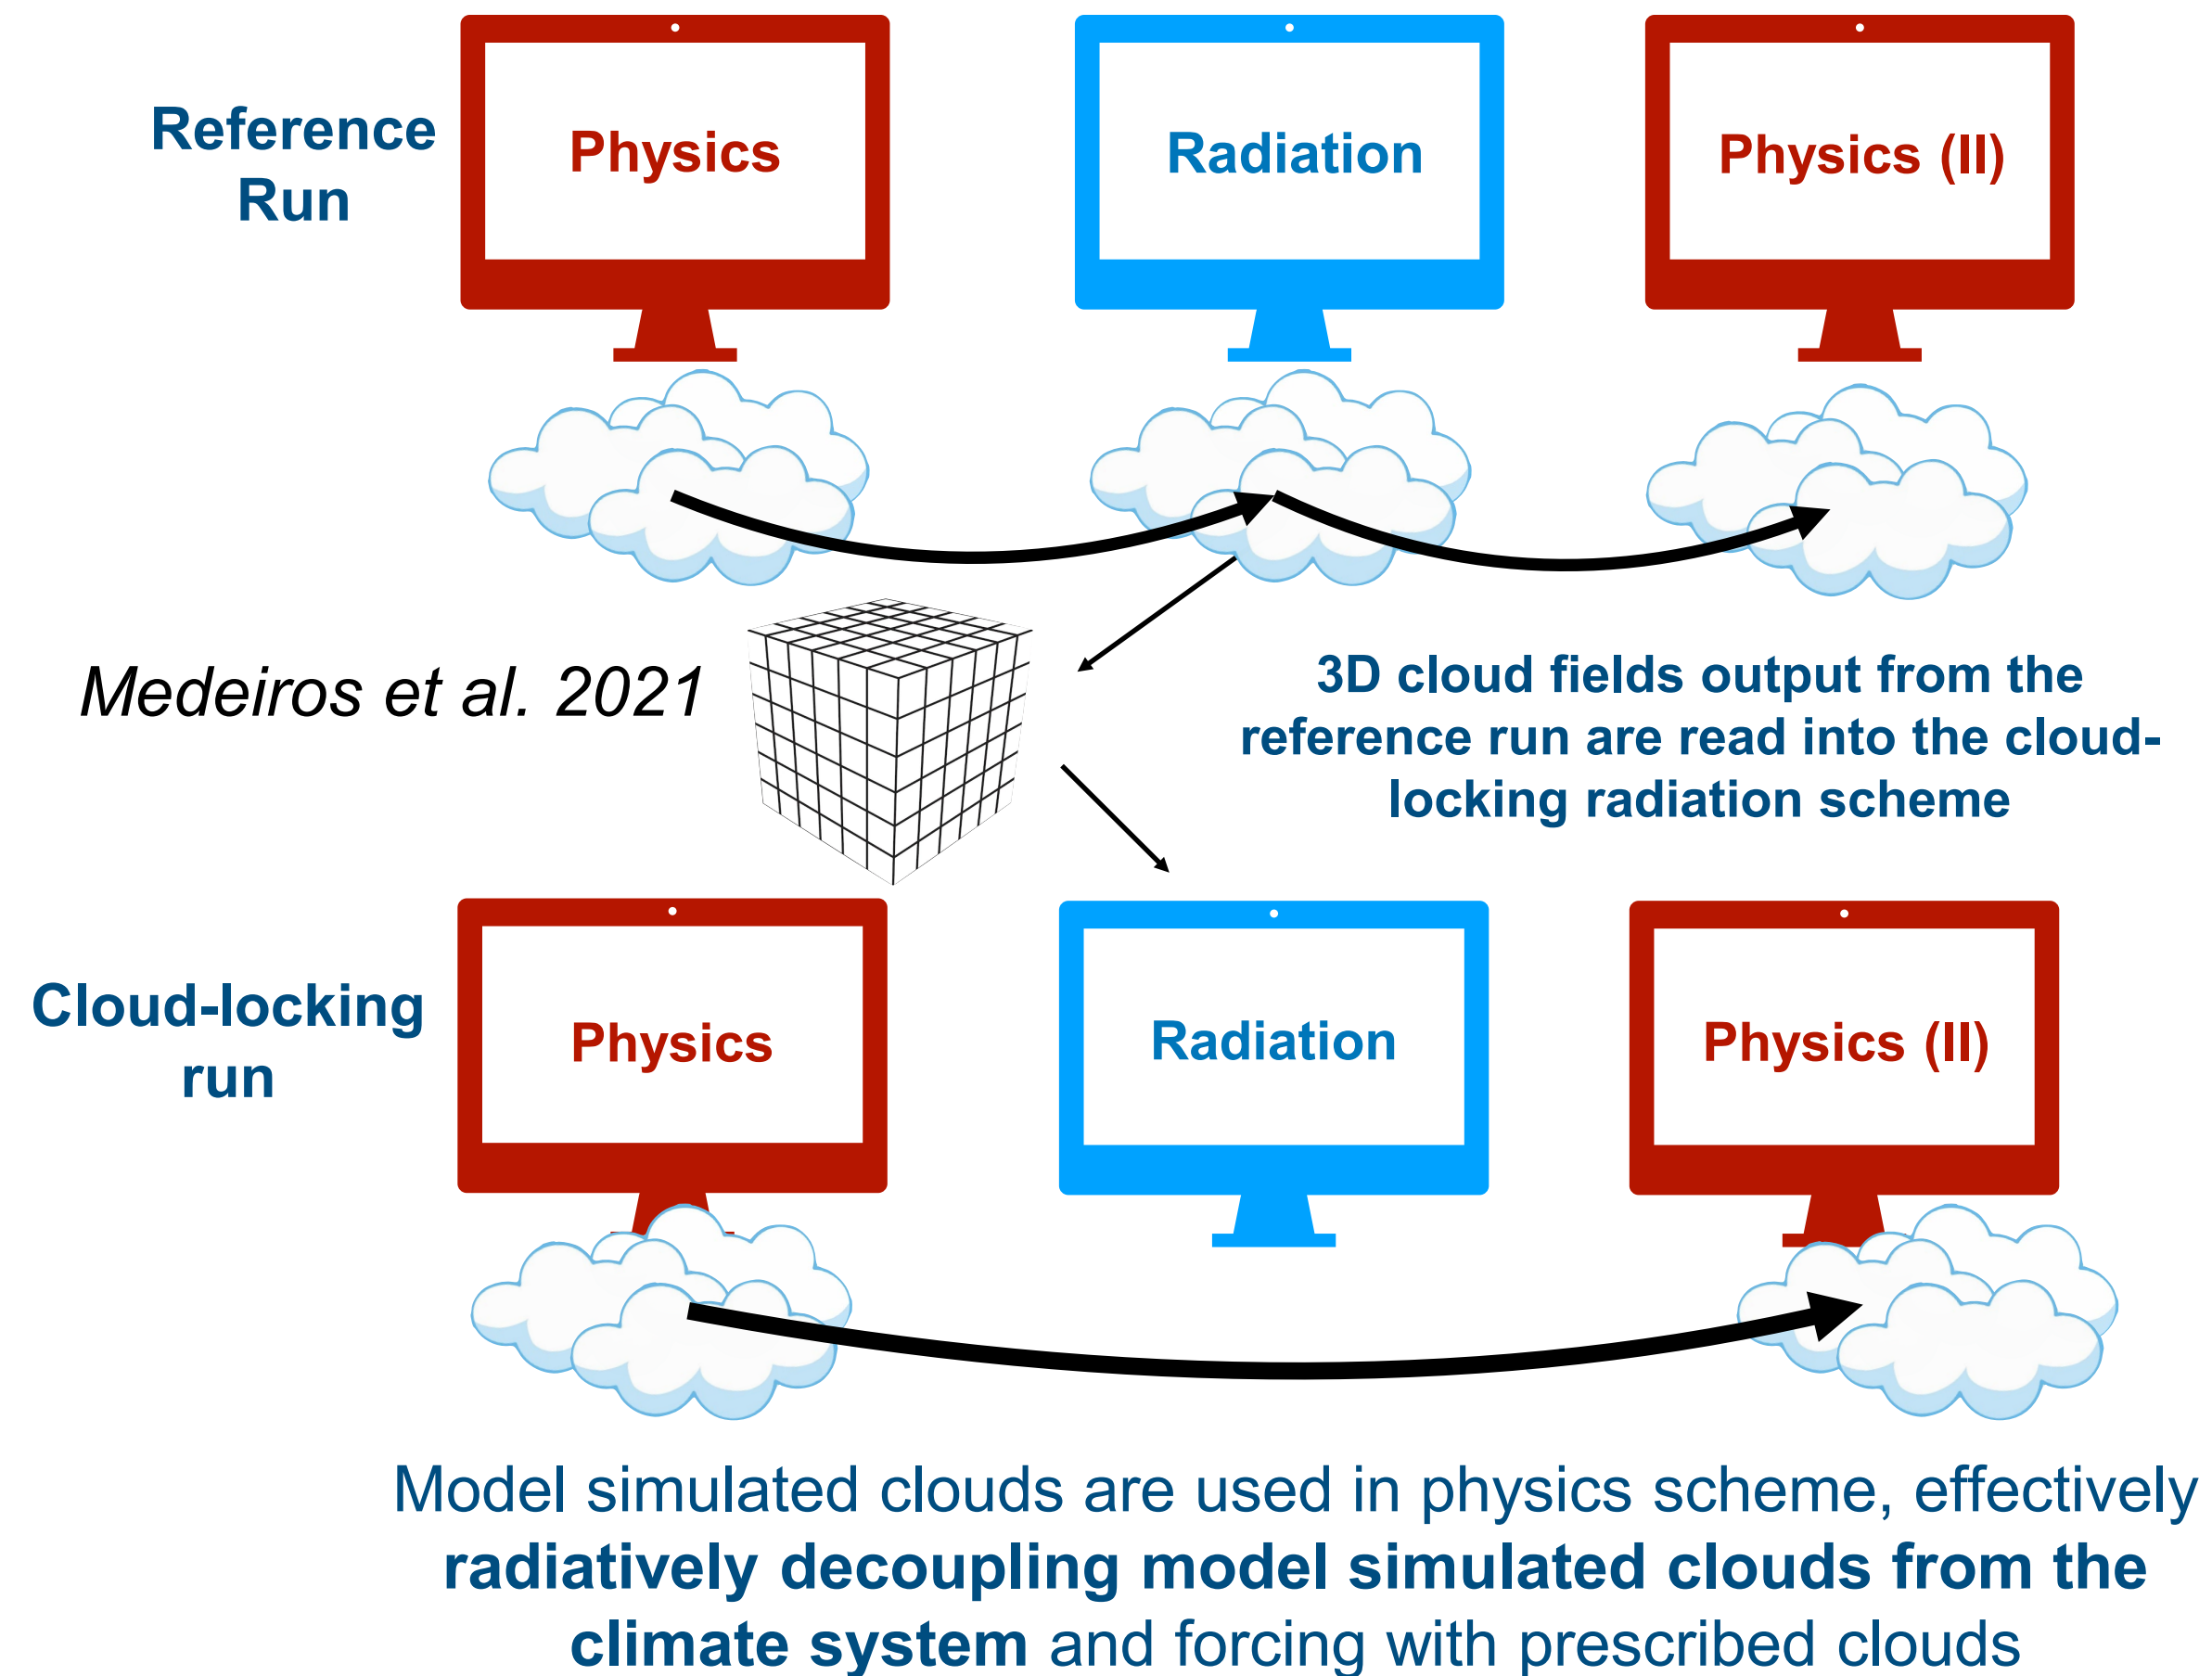 Reference
Run
Physics
Radiation
Physics (II)
Medeiros et al. 2021
3D cloud fields output from the
reference run are read into the cloud-
locking radiation scheme
Cloud-locking
run
Physics
Radiation
Physics (II)
Model simulated clouds are used in physics scheme, effectively
radiatively decoupling model simulated clouds from the
climate system and forcing with prescribed clouds